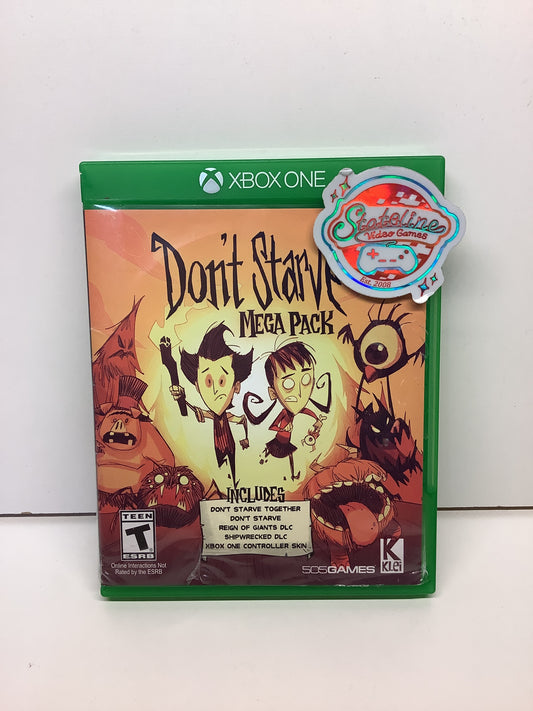 XBOX ONE
Stateline
Video Games
Est. 2008
Don't Starve
MEGA PACK
INCLUDES
DON'T STARVE TOGETHER
DON'T STARVE
REIGN OF GIANTS DLC
SHIPWRECKED DLC
XBOX ONE CONTROLLER SKIN
TEEN
T
ESRB
Online Interactions Not
Rated by the ESRB
505GAMES
K
KLEI